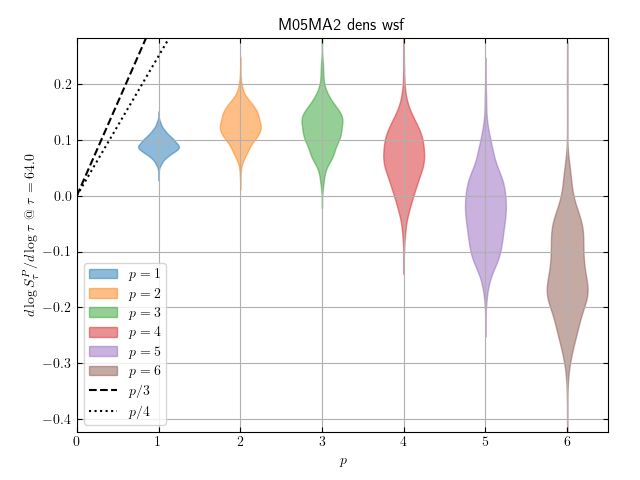 M05MA2 dens wsf
d log S_τ^P / d log τ @ τ = 64.0
0.2
0.1
0.0
−0.1
−0.2
−0.3
−0.4
p = 1
p = 2
p = 3
p = 4
p = 5
p = 6
p/3
p/4
0 1 2 3 4 5 6
p